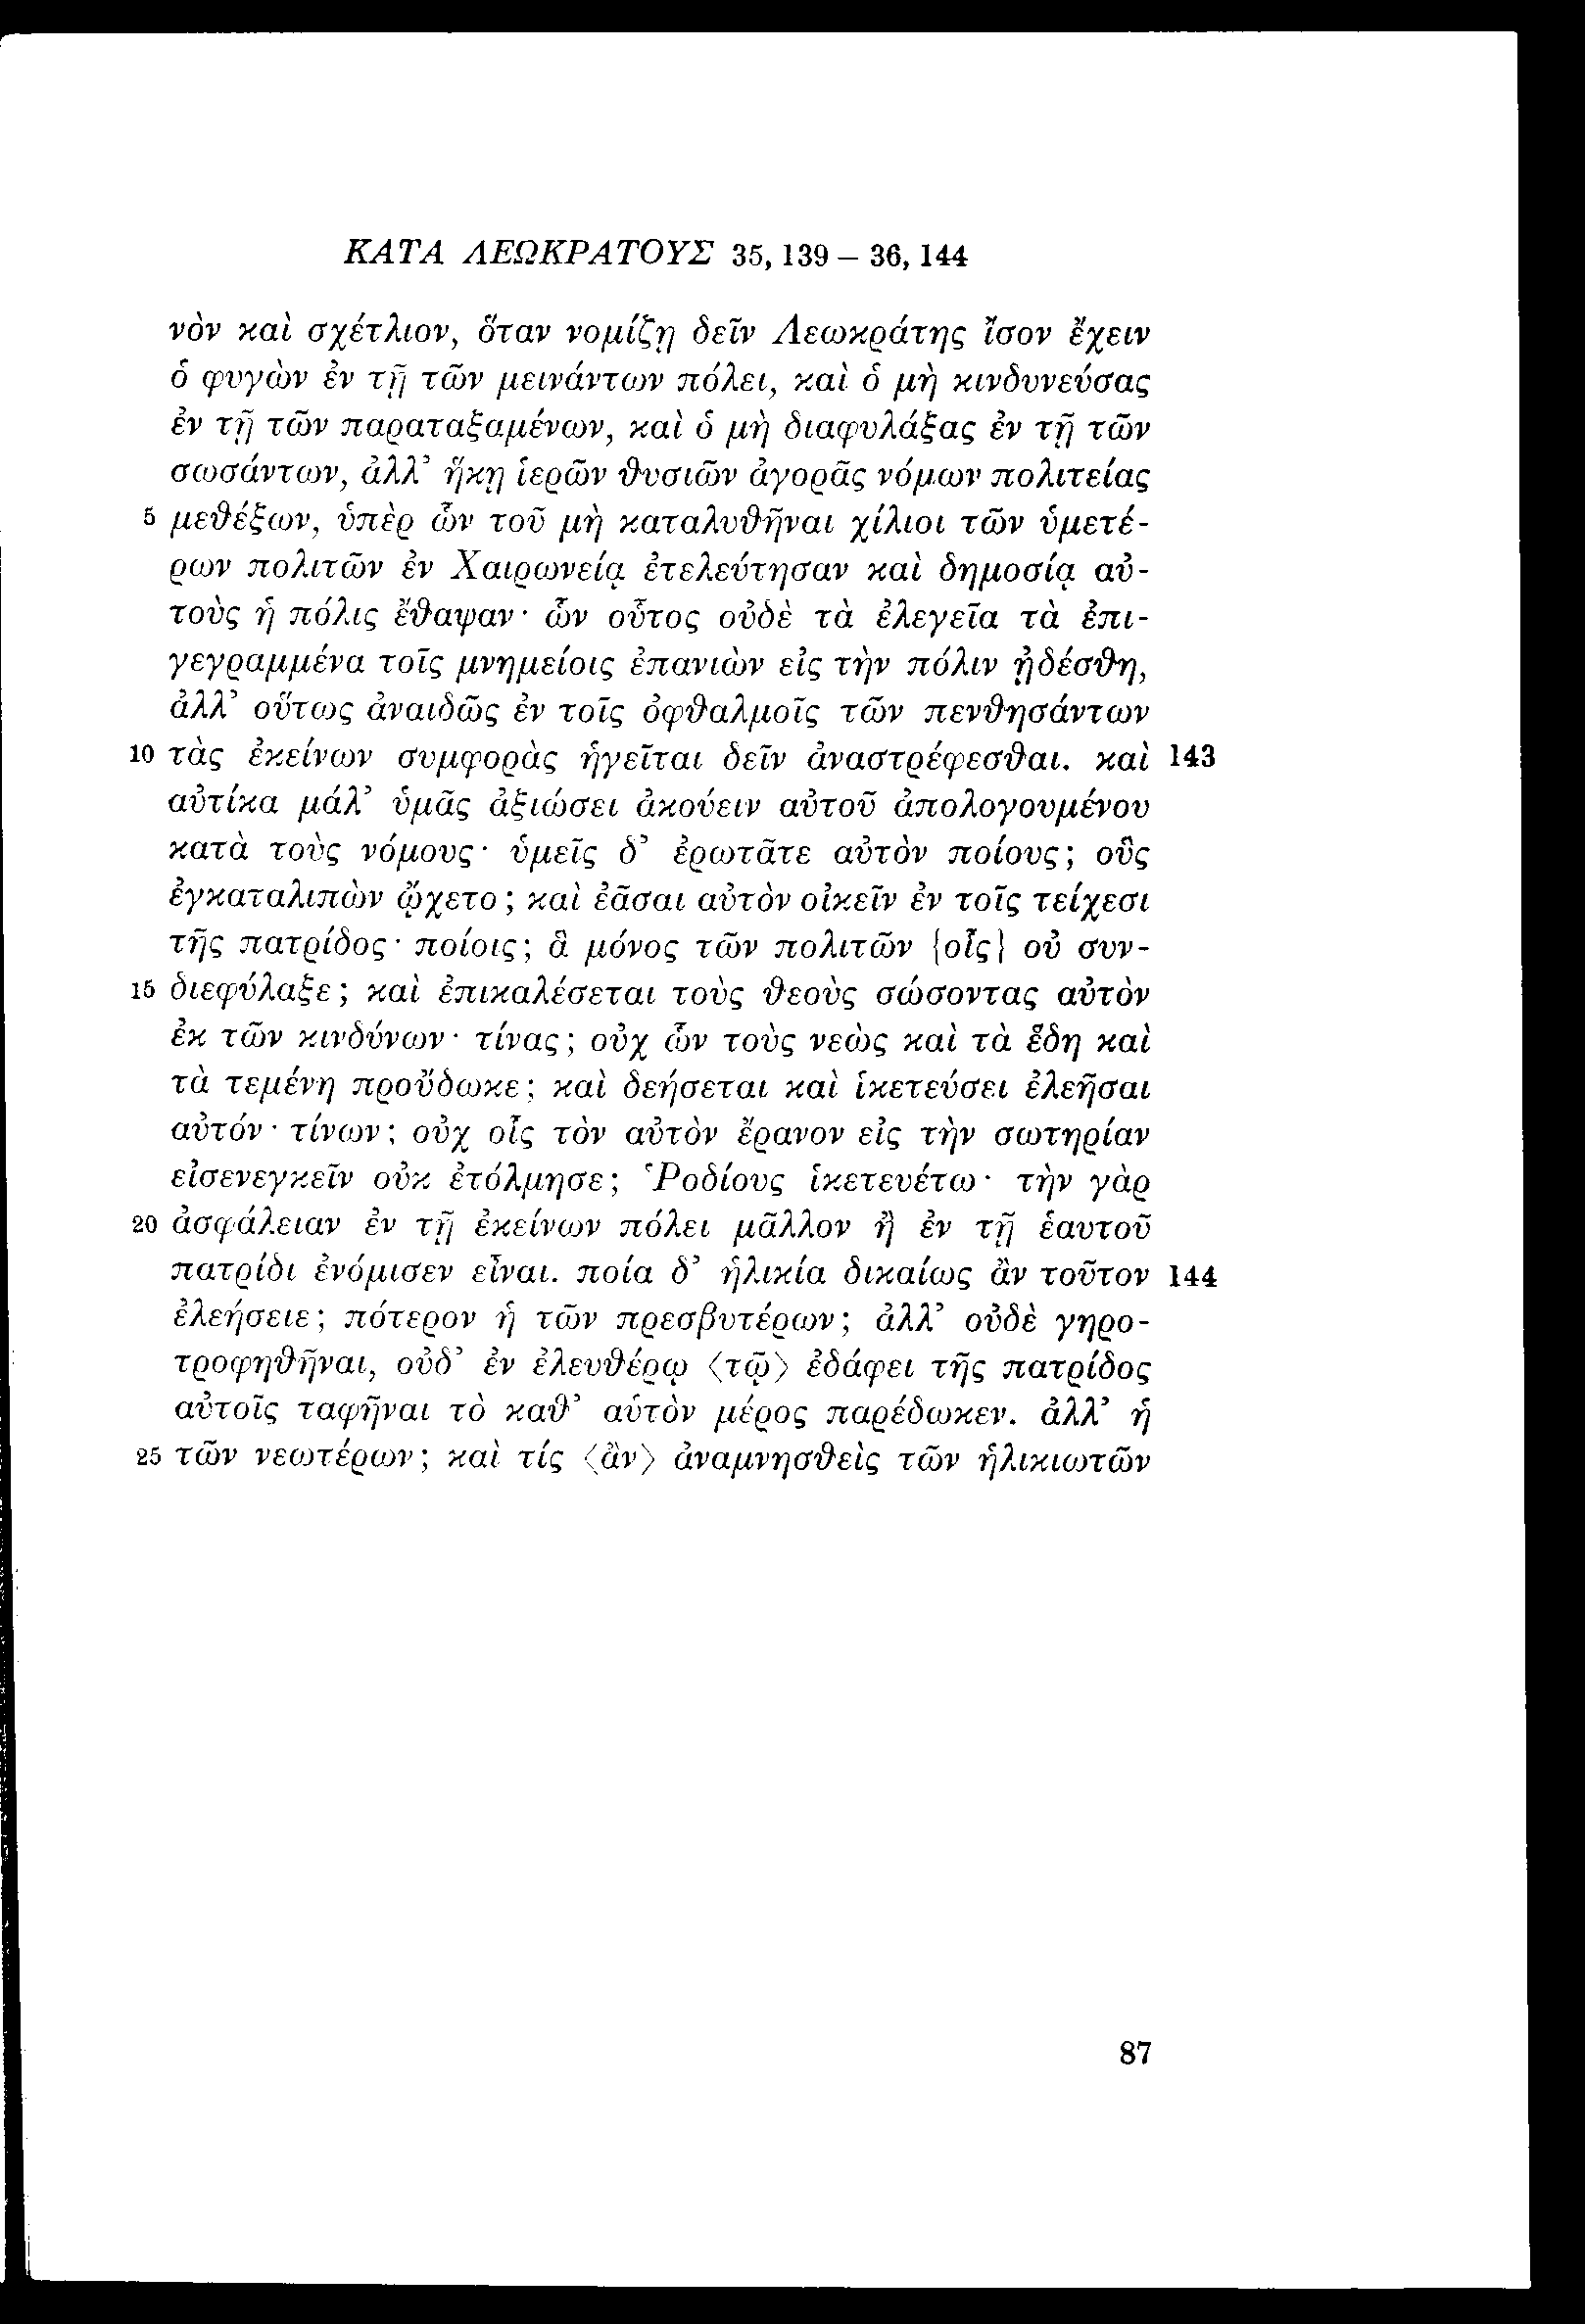 ΚΑΤΑ ΛΕΩΚΡΑΤΟΥΣ 35, 139 – 36, 144
νὸν καὶ σχέτλιον, ὅταν νομίζῃ δεῖν Λεωκράτης ἴσον ἔχειν
ὁ φυγὼν ἐν τῇ τῶν μεινάντων πόλει, καὶ ὁ μὴ κινδυνεύσας
ἐν τῇ τῶν παραταξαμένων, καὶ ὁ μὴ διαφυλάξας ἐν τῇ τῶν
σωσάντων, ἀλλ’ ἥκῃ ἱερῶν θυσιῶν ἀγορᾶς νόμων πολιτείας
5 μεθέξων, ὑπὲρ ὧν τοῦ μὴ καταλυθῆναι χίλιοι τῶν ὑμετέ-
ρων πολιτῶν ἐν Χαιρωνείᾳ ἐτελεύτησαν καὶ δημοσίᾳ αὐ-
τοὺς ἡ πόλις ἔθαψαν· ὧν οὗτος οὐδὲ τὰ ἐλεγεῖα τὰ ἐπι-
γεγραμμένα τοῖς μνημείοις ἐπανιὼν εἰς τὴν πόλιν ᾐδέσθη,
ἀλλ’ οὕτως ἀναιδῶς ἐν τοῖς ὀφθαλμοῖς τῶν πενθησάντων
10 τὰς ἐκείνων συμφορὰς ἡγεῖται δεῖν ἀναστρέφεσθαι. καὶ 143
αὐτίκα μάλ’ ὑμᾶς ἀξιώσει ἀκούειν αὐτοῦ ἀπολογουμένου
κατὰ τοὺς νόμους· ὑμεῖς δ’ ἐρωτᾶτε αὐτὸν ποίους; οὓς
ἐγκαταλιπὼν ᾤχετο; καὶ ἐᾶσαι αὐτὸν οἰκεῖν ἐν τοῖς τείχεσι
τῆς πατρίδος· ποίοις; ἃ μόνος τῶν πολιτῶν {οἷς} οὐ συν-
15 διεφύλαξε; καὶ ἐπικαλέσεται τοὺς θεοὺς σώσοντας αὐτὸν
ἐκ τῶν κινδύνων· τίνας; οὐχ ὧν τοὺς νεὼς καὶ τὰ ἕδη καὶ
τὰ τεμένη προὔδωκε; καὶ δεήσεται καὶ ἱκετεύσει ἐλεῆσαι
αὐτόν· τίνων; οὐχ οἷς τὸν αὐτὸν ἔρανον εἰς τὴν σωτηρίαν
εἰσενεγκεῖν οὐκ ἐτόλμησε; Ῥοδίους ἱκετευέτω· τὴν γὰρ
20 ἀσφάλειαν ἐν τῇ ἐκείνων πόλει μᾶλλον ἢ ἐν τῇ ἑαυτοῦ
πατρίδι ἐνόμισεν εἶναι. ποία δ’ ἡλικία δικαίως ἂν τοῦτον 144
ἐλεήσειε; πότερον ἡ τῶν πρεσβυτέρων; ἀλλ’ οὐδὲ γηρο-
τροφηθῆναι, οὐδ’ ἐν ἐλευθέρῳ ⟨τῷ⟩ ἐδάφει τῆς πατρίδος
αὐτοῖς ταφῆναι τὸ καθ’ αὑτὸν μέρος παρέδωκεν. ἀλλ’ ἡ
25 τῶν νεωτέρων; καὶ τίς ⟨ἂν⟩ ἀναμνησθεὶς τῶν ἡλικιωτῶν
87